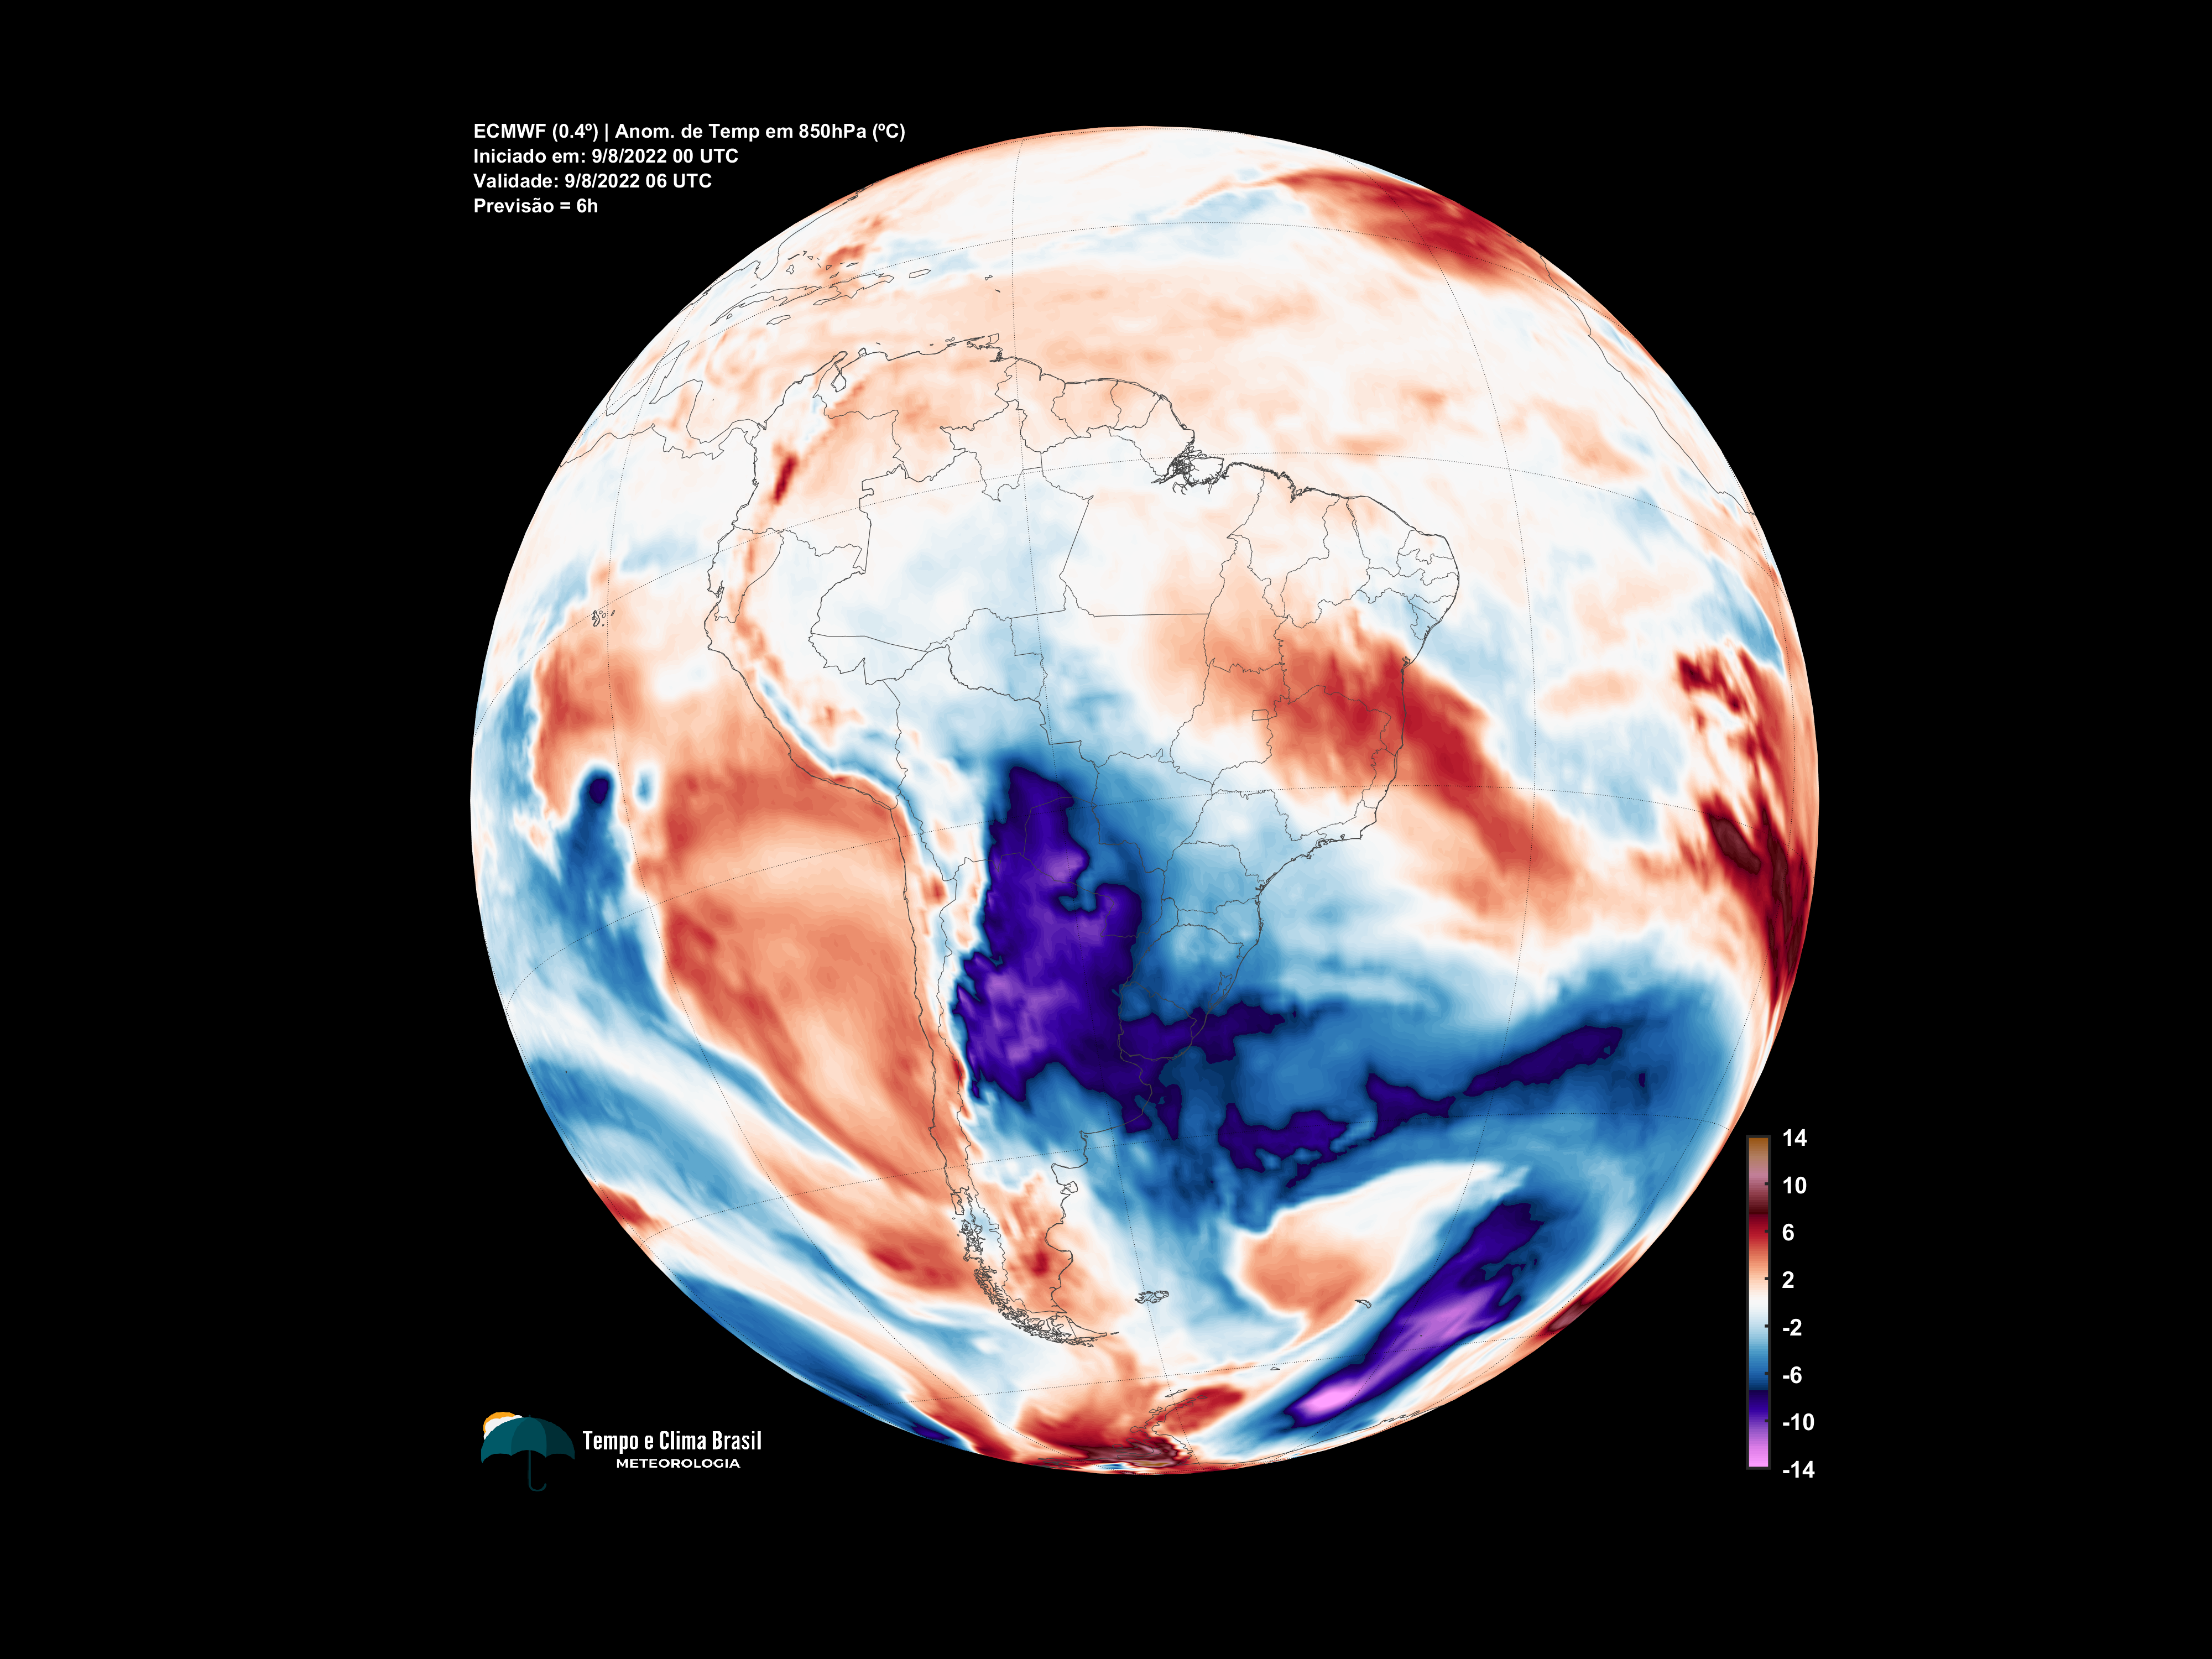 ECMWF (0.4º) | Anom. de Temp em 850hPa (ºC)
Iniciado em: 9/8/2022 00 UTC
Validade: 9/8/2022 06 UTC
Previsão = 6h
14
10
6
2
-2
-6
-10
-14
Tempo e Clima Brasil
METEOROLOGIA